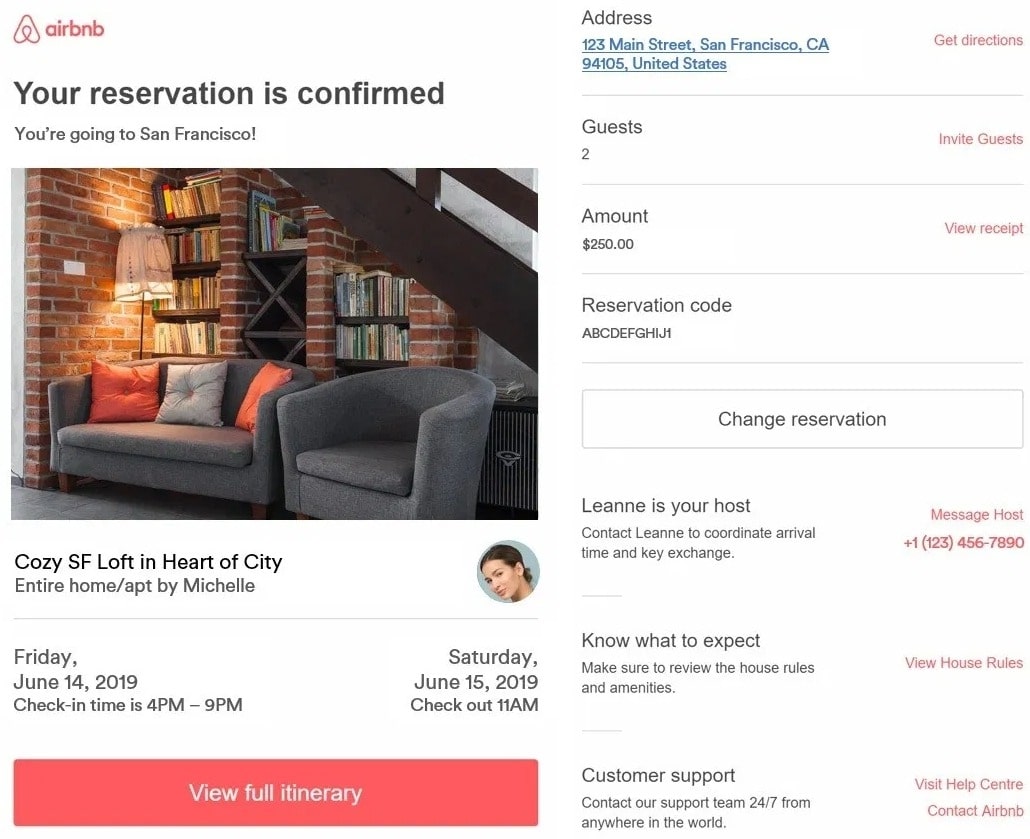 airbnb
Your reservation is confirmed
You’re going to San Francisco!
Cozy SF Loft in Heart of City
Entire home/apt by Michelle
Friday,
June 14, 2019
Check-in time is 4PM – 9PM
Saturday,
June 15, 2019
Check out 11AM
View full itinerary
Address
123 Main Street, San Francisco, CA
94105, United States
Get directions
Guests
2
Invite Guests
Amount
$250.00
View receipt
Reservation code
ABCDEFGHIJ1
Change reservation
Leanne is your host
Contact Leanne to coordinate arrival
time and key exchange.
Message Host
+1 (123) 456-7890
Know what to expect
Make sure to review the house rules
and amenities.
View House Rules
Customer support
Contact our support team 24/7 from
anywhere in the world.
Visit Help Centre
Contact Airbnb